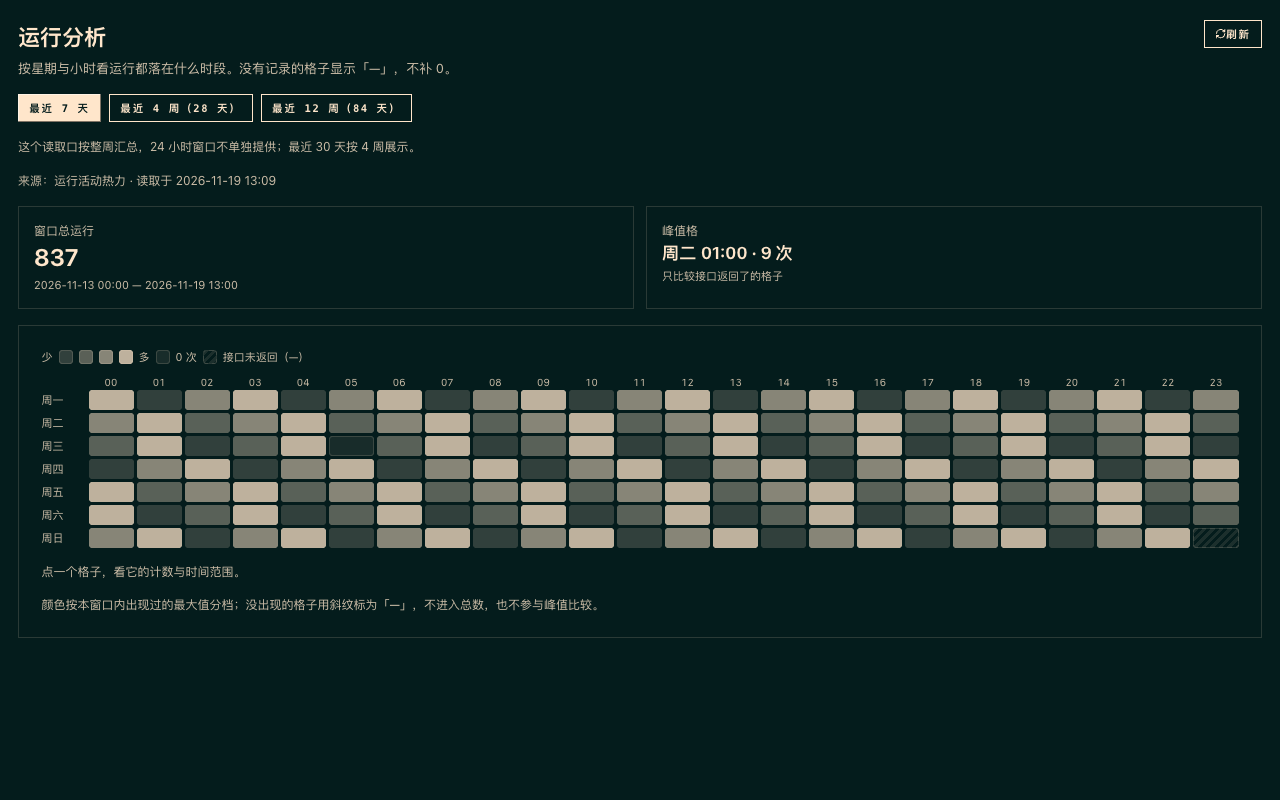 运行分析
刷新
按星期与小时看运行都落在什么时段。没有记录的格子显示「—」，不补 0。
最近 7 天
最近 4 周 (28 天)
最近 12 周 (84 天)
这个读取口按整周汇总，24 小时窗口不单独提供；最近 30 天按 4 周展示。
来源：运行活动热力 · 读取于 2026-11-19 13:09
窗口总运行
837
2026-11-13 00:00 — 2026-11-19 13:00
峰值格
周二 01:00 · 9 次
只比较接口返回了的格子
少 多 0 次 接口未返回（—）
00 01 02 03 04 05 06 07 08 09 10 11 12 13 14 15 16 17 18 19 20 21 22 23
周一
周二
周三
周四
周五
周六
周日
点一个格子，看它的计数与时间范围。
颜色按本窗口内出现过的最大值分档；没出现的格子用斜纹标为「—」，不进入总数，也不参与峰值比较。